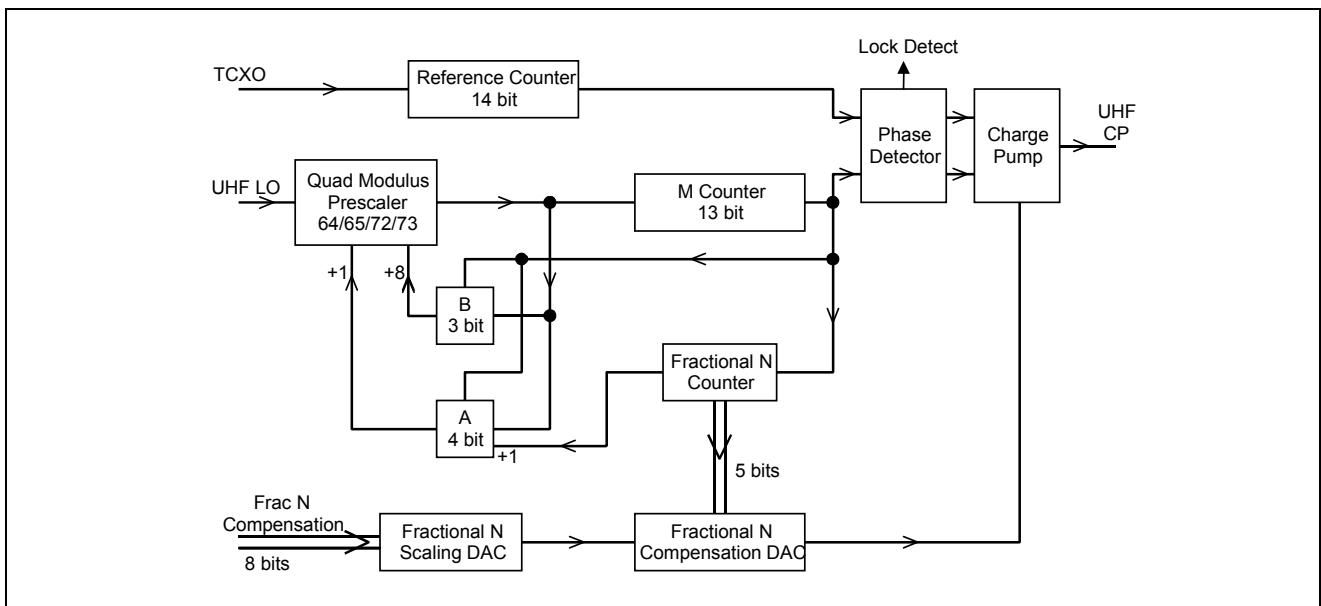 Lock Detect
TCXO
Reference Counter
14 bit
Phase
Detector
Charge
Pump
UHF
CP
UHF LO
Quad Modulus
Prescaler
64/65/72/73
M Counter
13 bit
+1
+8
B
3 bit
Fractional N
Counter
A
4 bit
+1
5 bits
Frac N
Compensation
8 bits
Fractional N
Scaling DAC
Fractional N
Compensation DAC